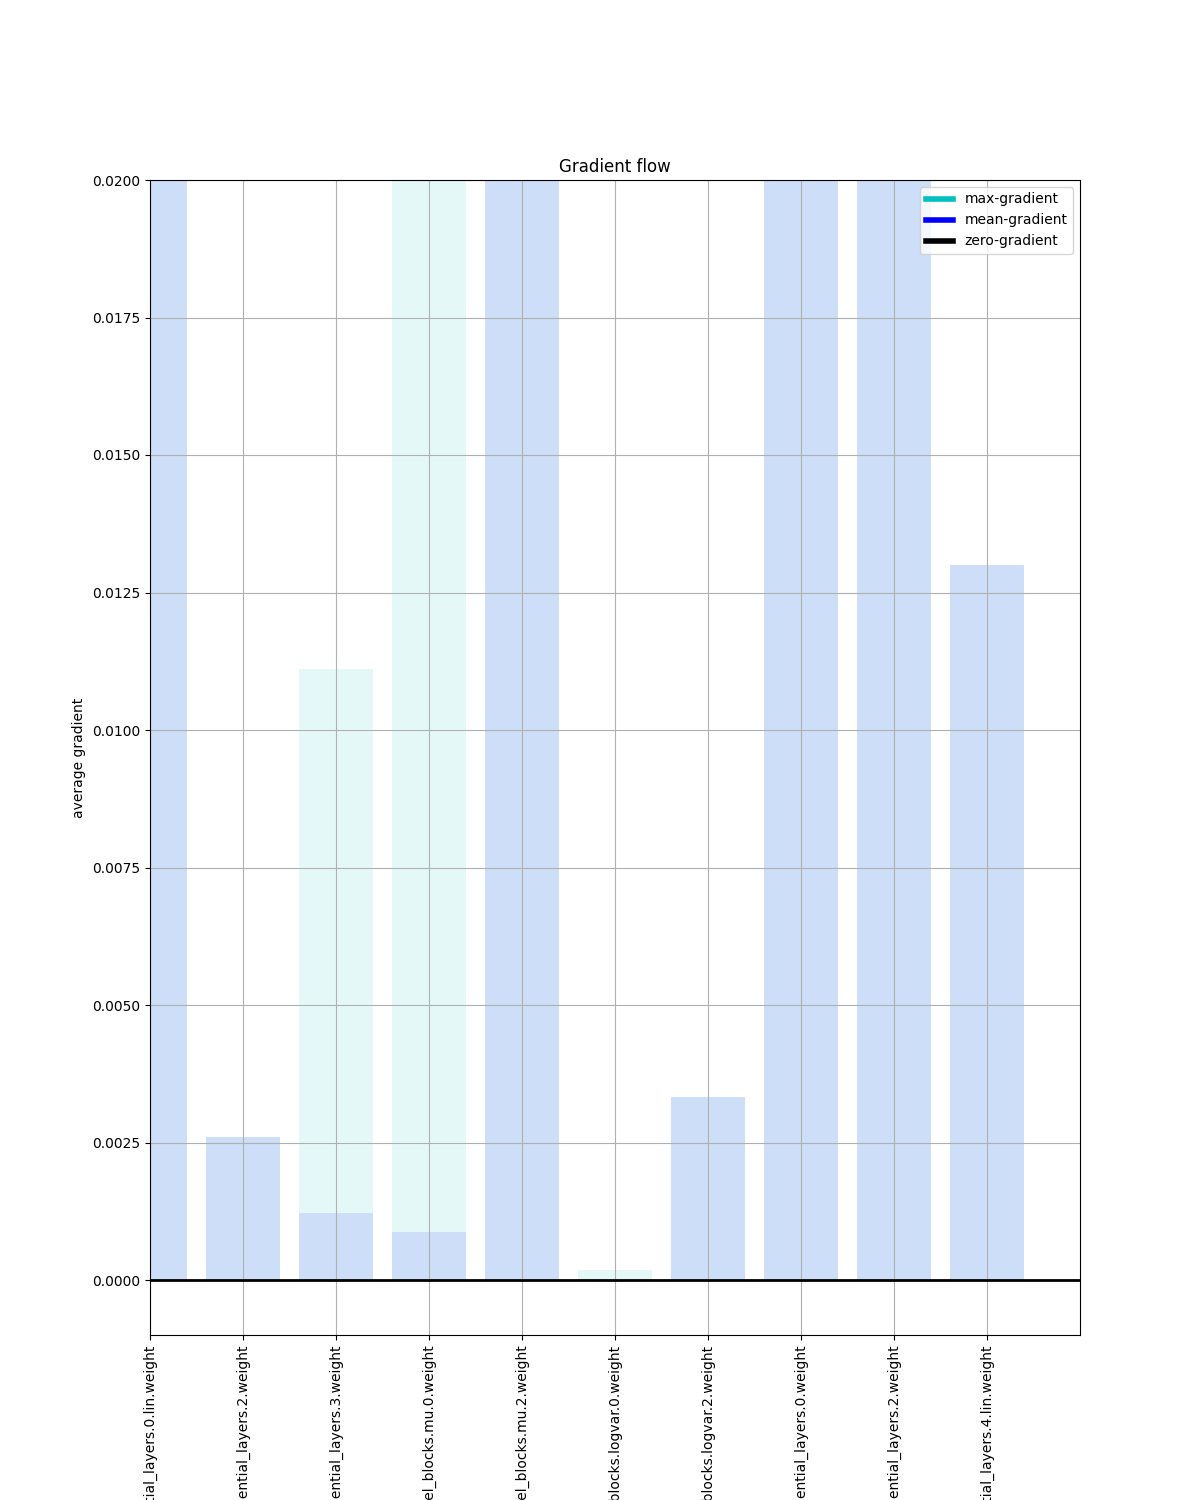 Gradient flow
max-gradient
mean-gradient
zero-gradient
0.0200
0.0175
0.0150
0.0125
0.0100
0.0075
0.0050
0.0025
0.0000
average gradient
tial_layers.0.lin.weight
ential_layers.2.weight
ential_layers.3.weight
el_blocks.mu.0.weight
el_blocks.mu.2.weight
blocks.logvar.0.weight
blocks.logvar.2.weight
ential_layers.0.weight
ential_layers.2.weight
tial_layers.4.lin.weight